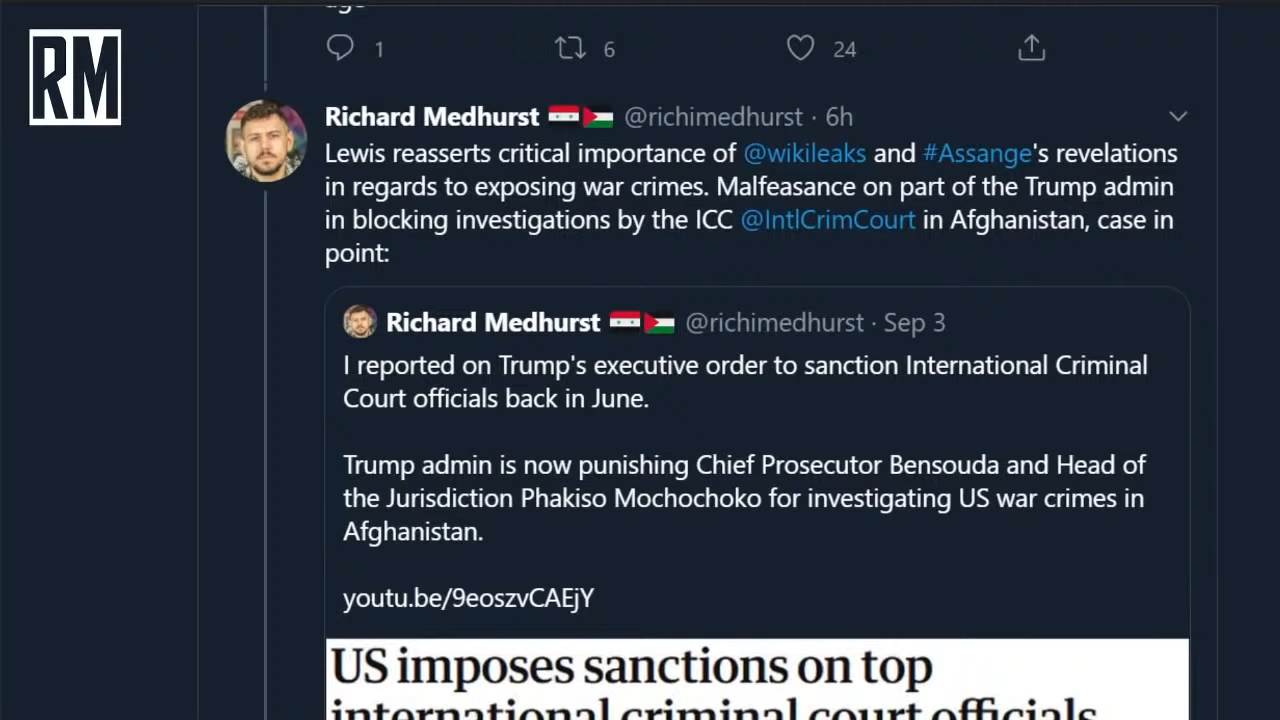 RM
1 6 24
Richard Medhurst @richimedhurst · 6h
Lewis reasserts critical importance of @wikileaks and #Assange's revelations
in regards to exposing war crimes. Malfeasance on part of the Trump admin
in blocking investigations by the ICC @IntlCrimCourt in Afghanistan, case in
point:
Richard Medhurst @richimedhurst · Sep 3
I reported on Trump's executive order to sanction International Criminal
Court officials back in June.
Trump admin is now punishing Chief Prosecutor Bensouda and Head of
the Jurisdiction Phakiso Mochochoko for investigating US war crimes in
Afghanistan.
youtu.be/9eoszvCAEjY
US imposes sanctions on top
international criminal court officials